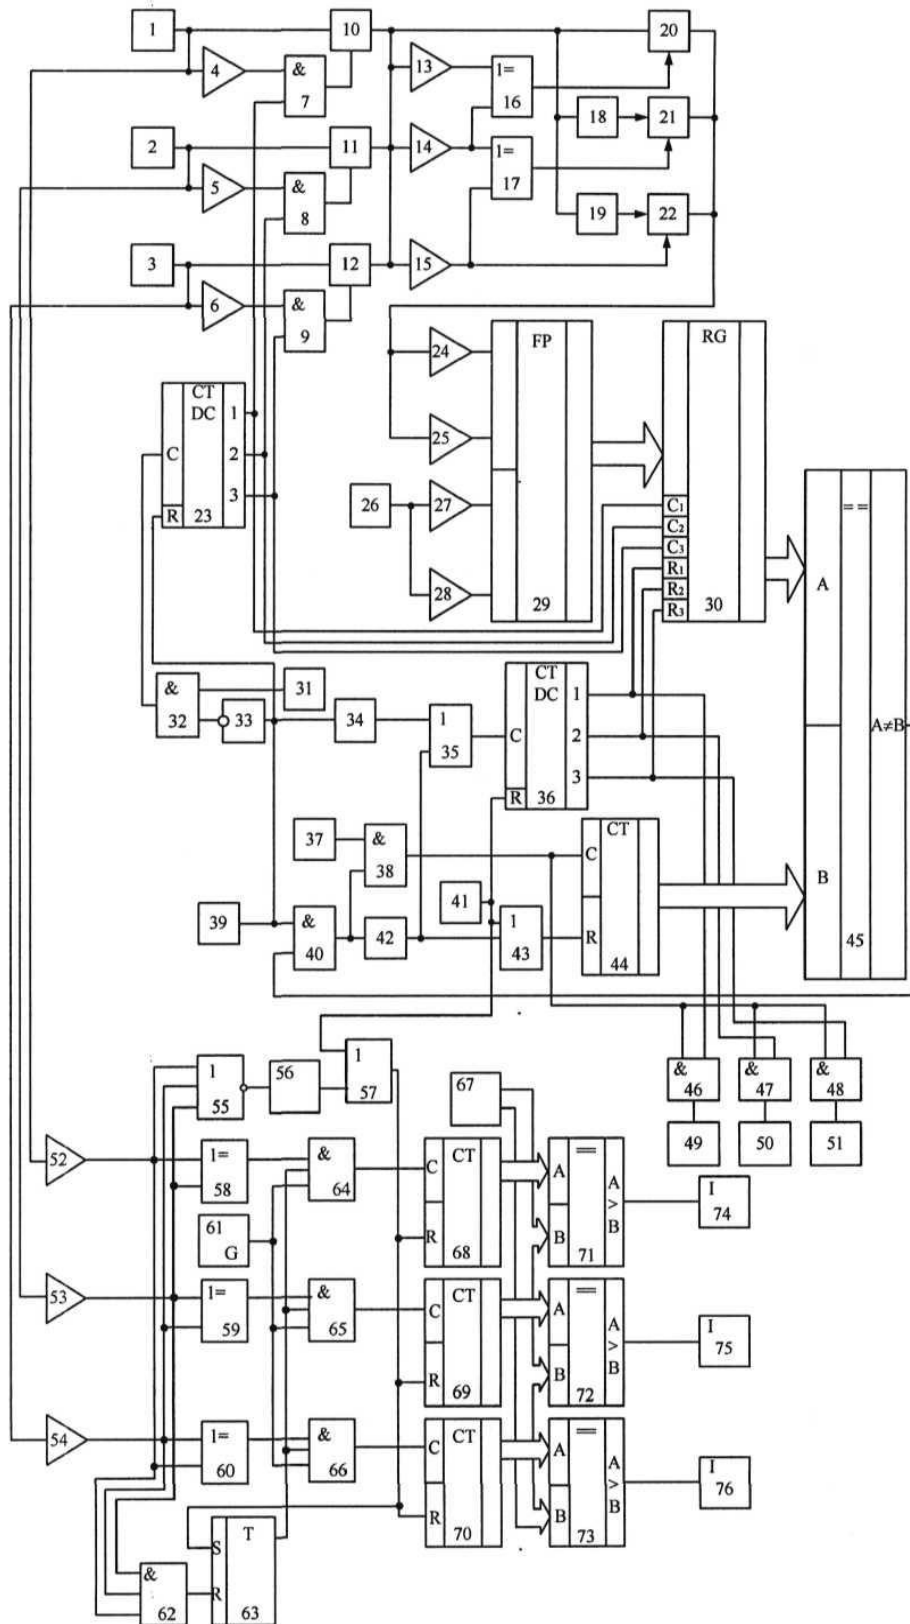 1
10
20
4
&
7
13
1=
16
18
21
2
11
14
1=
17
5
&
8
19
22
3
12
15
6
&
9
24
FP
RG
CT
DC
1
C
2
3
R
23
25
26
27
28
29
C1
C2
C3
R1
R2
R3
30
==
A
B
A≠B
45
&
32
31
33
34
1
35
CT
DC
C
1
2
3
R
36
37
&
38
CT
C
R
44
39
&
40
42
41
1
43
1
55
56
1
57
67
&
46
&
47
&
48
49
50
51
52
1=
58
&
64
C
CT
R
68
A
B
==
71
A
>
B
I
74
61
G
53
1=
59
&
65
C
CT
R
69
A
B
==
72
A
>
B
I
75
54
1=
60
&
66
C
CT
R
70
A
B
==
73
A
>
B
I
76
&
62
S
R
T
63